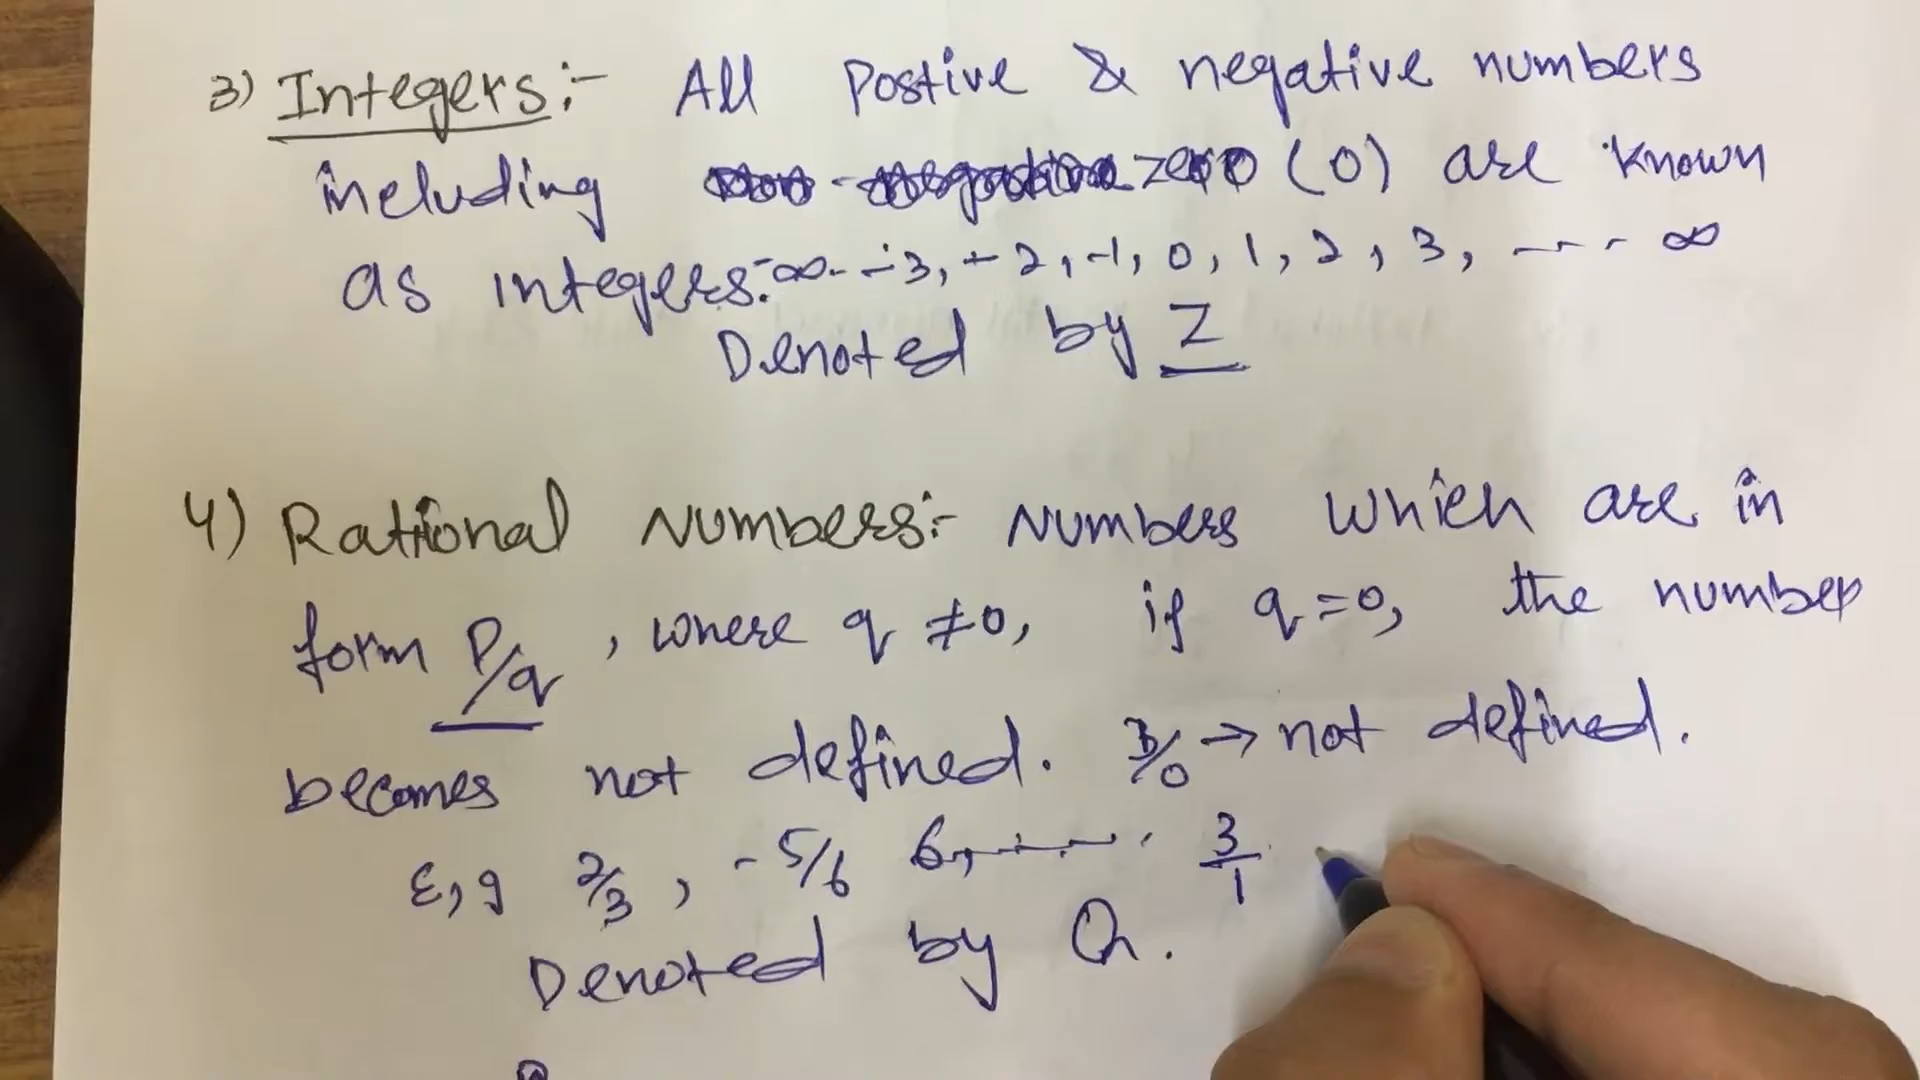 3) Integers:- All Postive & negative numbers
including zero (0) are known
as integers. -∞ - -3, -2, -1, 0, 1, 2, 3, ---- ∞
Denoted by Z
4) Rational Numbers:- Numbers which are in
form P/q, where q ≠ 0, if q = 0, the number
becomes not defined. 3/0 → not defined.
E,g 2/3, -5/6 6, ---- 3/1
Denoted by Q.